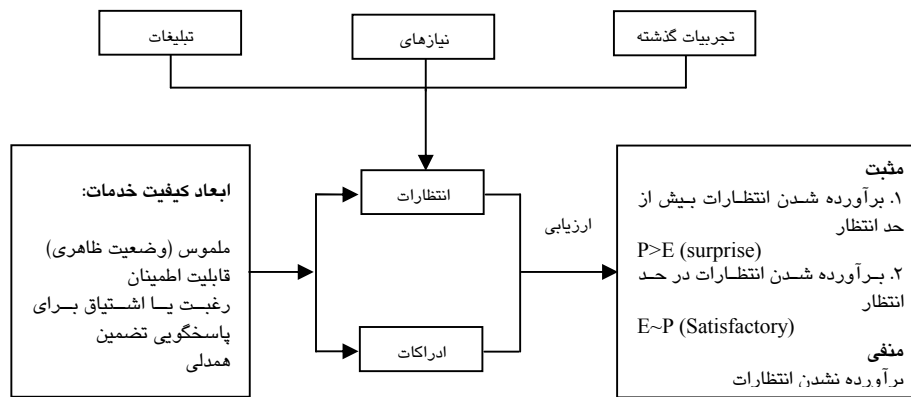 تجربیات گذشته
نیازهای
تبلیغات
ابعاد کیفیت خدمات:
ملموس (وضعیت ظاهری)
قابلیت اطمینان
رغبت یا اشتیاق برای
پاسخگویی تضمین
همدلی
انتظارات
ادراکات
ارزیابی
مثبت
۱. برآورده شدن انتظارات بیش از
حد انتظار
P>E (surprise)
۲. برآورده شدن انتظارات در حد
انتظار
E~P (Satisfactory)
منفی
برآورده نشدن انتظارات